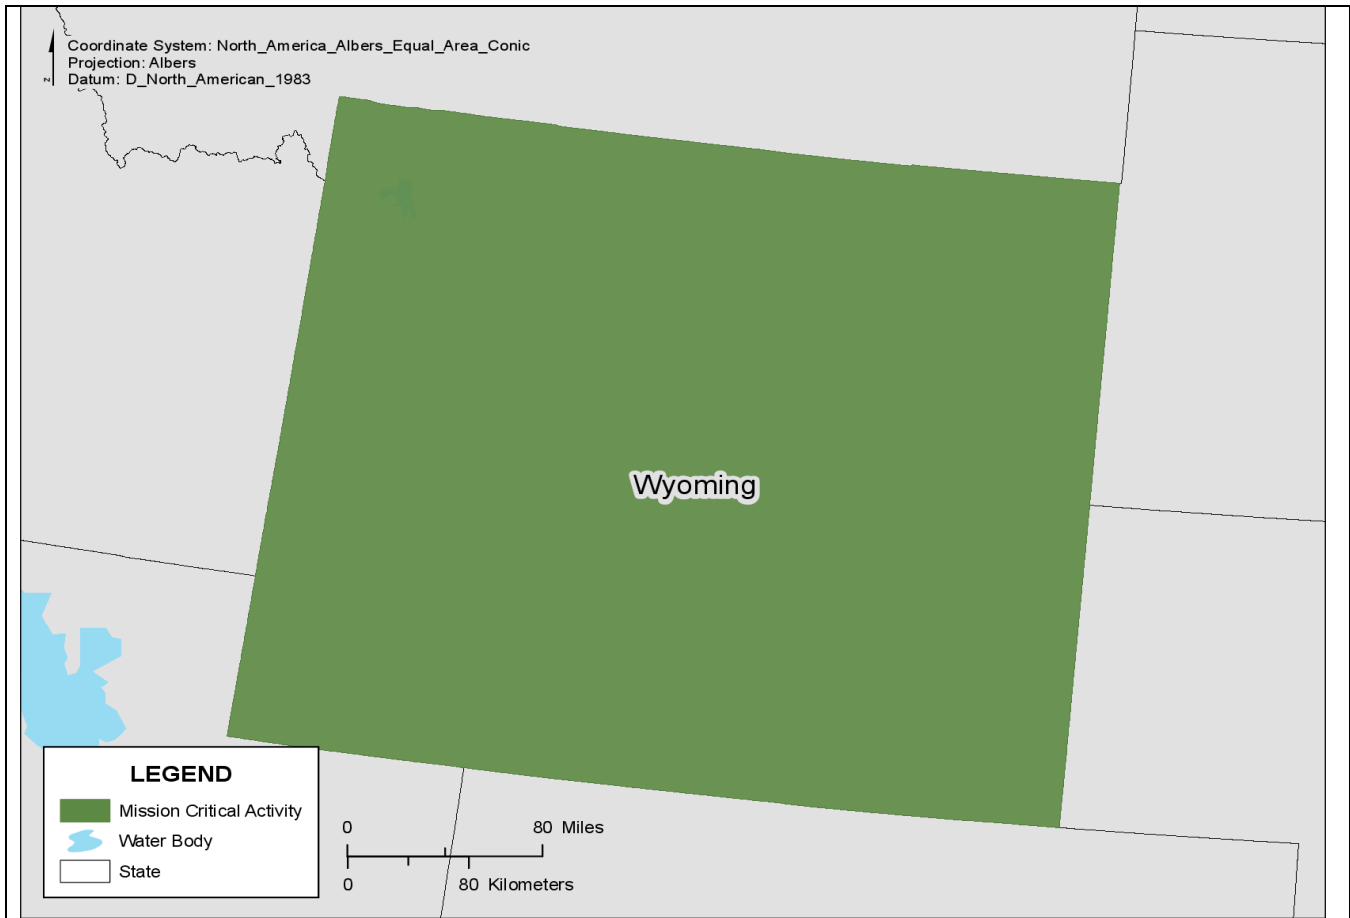 Coordinate System: North_America_Albers_Equal_Area_Conic
Projection: Albers
Datum: D_North_American_1983
z
Wyoming
LEGEND
Mission Critical Activity
Water Body
State
0 80 Miles
0 80 Kilometers